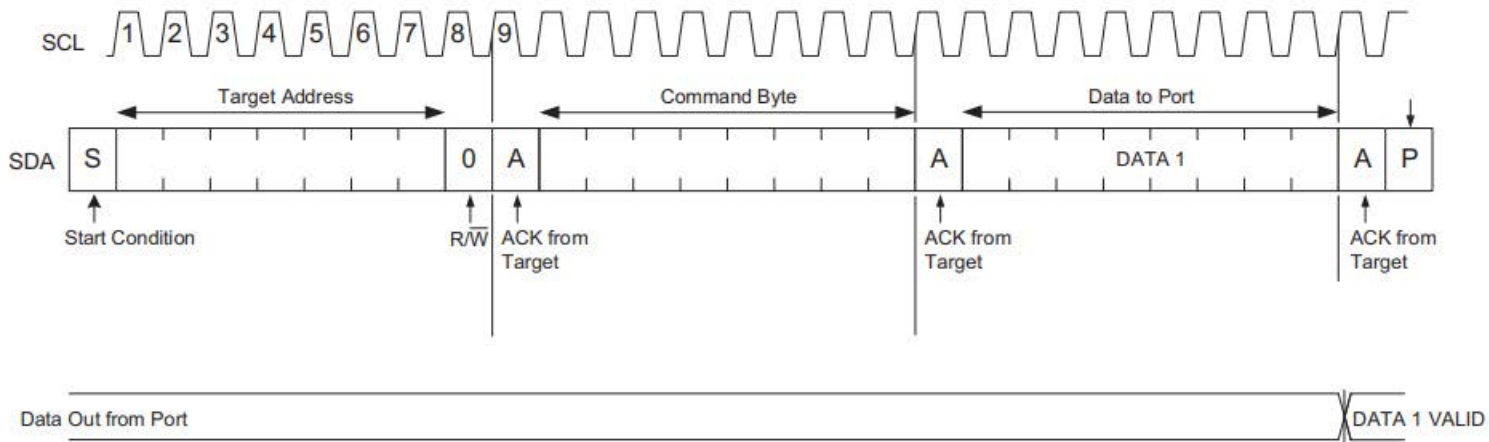 SCL 1 2 3 4 5 6 7 8 9
Target Address Command Byte Data to Port
SDA S 0 A A DATA 1 A P
Start Condition R/W̅ ACK from Target ACK from Target ACK from Target
Data Out from Port DATA 1 VALID